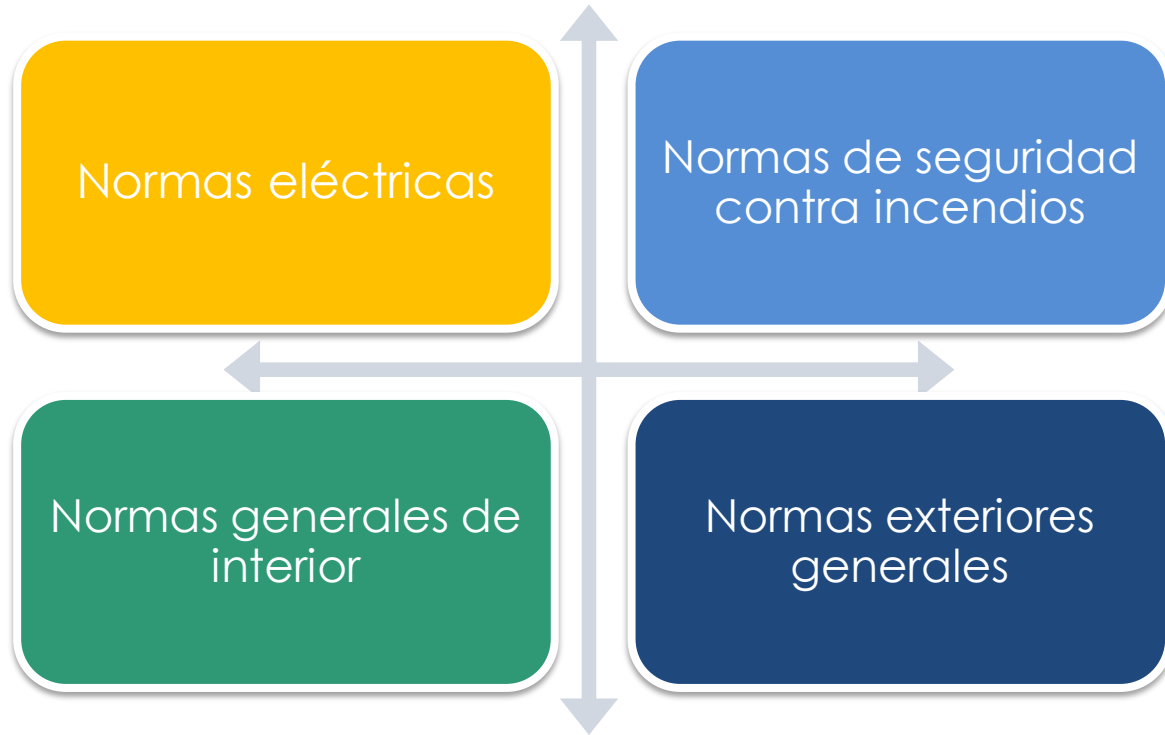 Normas eléctricas
Normas de seguridad
contra incendios
Normas generales de
interior
Normas exteriores
generales